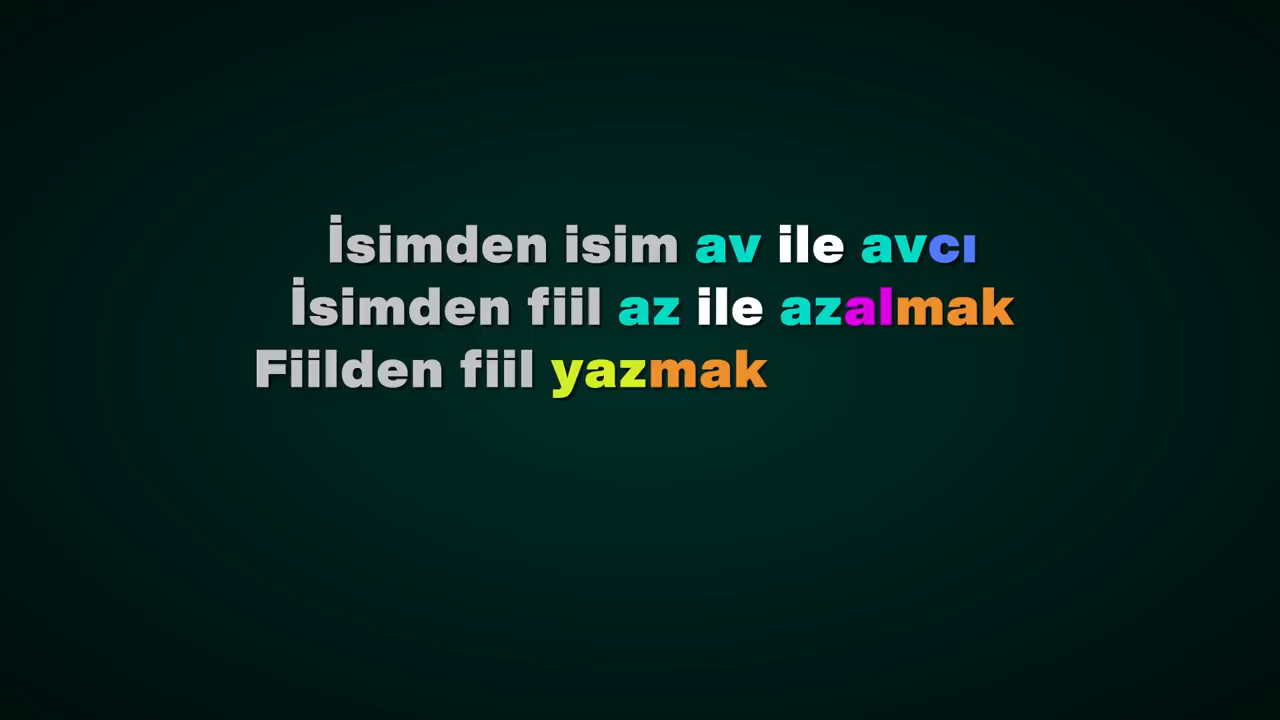 İsimden isim av ile avcı
İsimden fiil az ile azalmak
Fiilden fiil yazmak